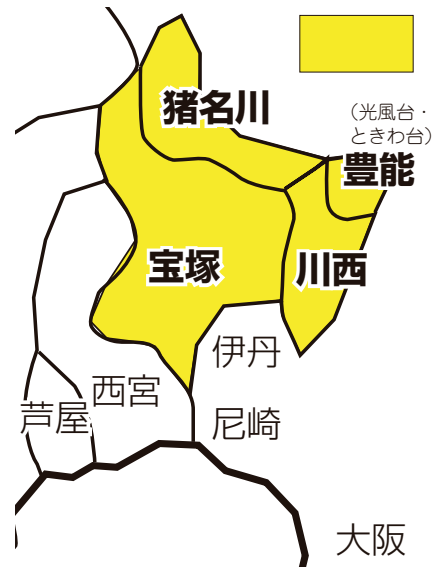 猪名川
（光風台・
ときわ台）
豊能
宝塚
川西
伊丹
西宮
芦屋
尼崎
大阪